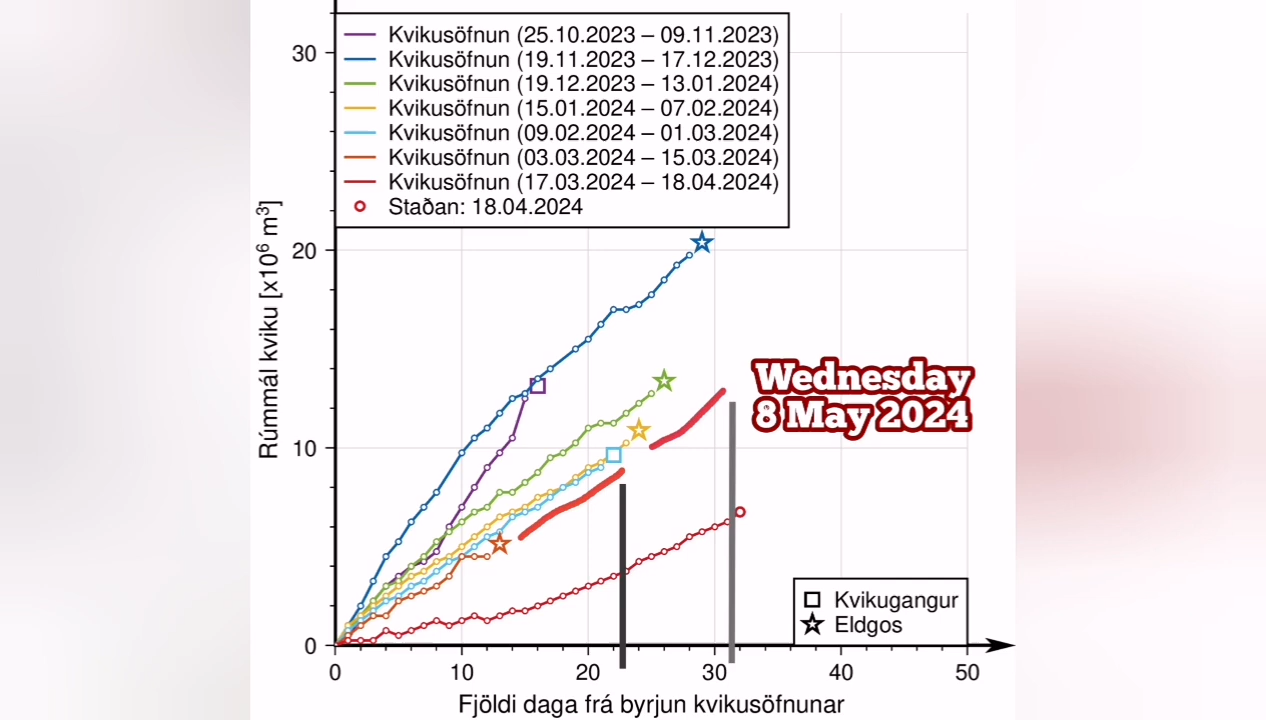 Kvikusöfnun (25.10.2023 – 09.11.2023)
Kvikusöfnun (19.11.2023 – 17.12.2023)
Kvikusöfnun (19.12.2023 – 13.01.2024)
Kvikusöfnun (15.01.2024 – 07.02.2024)
Kvikusöfnun (09.02.2024 – 01.03.2024)
Kvikusöfnun (03.03.2024 – 15.03.2024)
Kvikusöfnun (17.03.2024 – 18.04.2024)
Staðan: 18.04.2024
Rúmmál kviku [x10⁶ m³]
30
20
10
0
Wednesday
8 May 2024
Kvikugangur
Eldgos
0 10 20 30 40 50
Fjöldi daga frá byrjun kvikusöfnunar